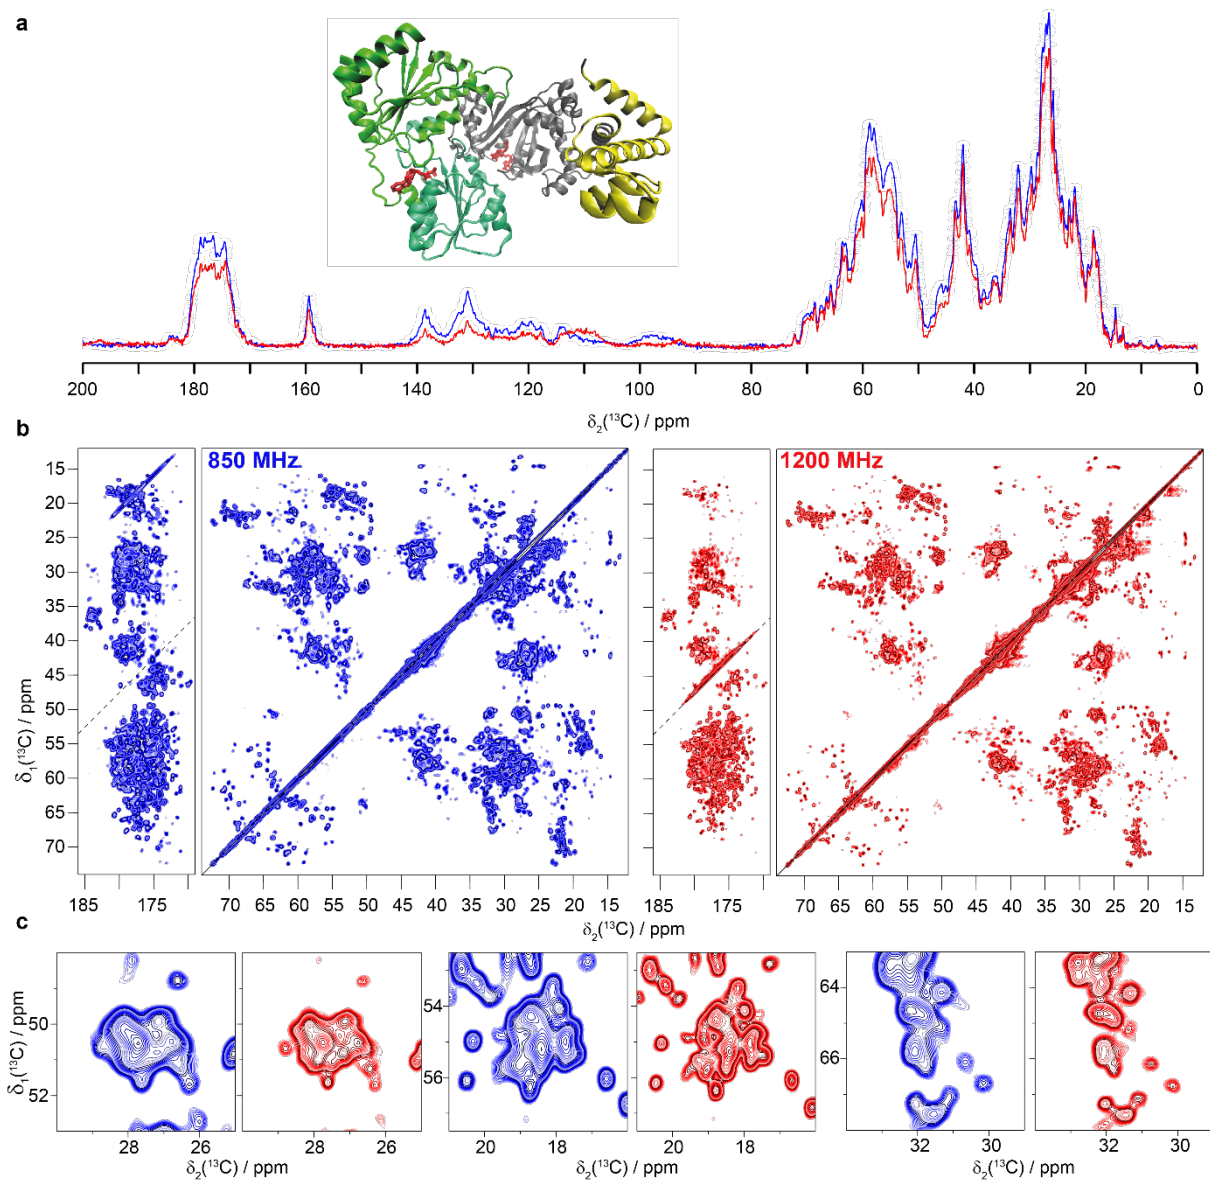 a
200 180 160 140 120 100 80 60 40 20 0
δ₂(¹³C) / ppm
b
850 MHz
1200 MHz
15
20
25
30
35
40
45
50
55
60
65
70
δ₁(¹³C) / ppm
185 175 70 65 60 55 50 45 40 35 30 25 20 15 185 175 70 65 60 55 50 45 40 35 30 25 20 15
δ₂(¹³C) / ppm
c
50
52
δ₁(¹³C) / ppm
54
56
64
66
28 26 28 26 20 18 20 18 32 30 32 30
δ₂(¹³C) / ppm δ₂(¹³C) / ppm δ₂(¹³C) / ppm